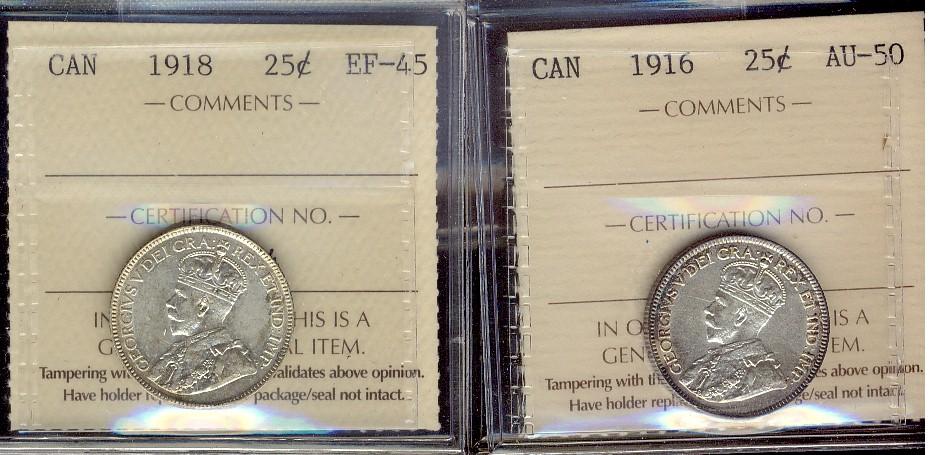 CAN 1918 25¢ EF-45
— COMMENTS —
— CERTIFICATION NO. —
IN HIS IS A
G AL ITEM.
Tampering wi alidates above opinion.
Have holder re package/seal not intact.
GEORGIVS V DEI GRA: REX ET IND: IMP:
CAN 1916 25¢ AU-50
— COMMENTS —
— CERTIFICATION NO. —
IN O IS A
GEN EM.
Tampering with th s above opinion.
Have holder repl ge/seal not intact.
GEORGIVS V DEI GRA: REX ET IND: IMP: